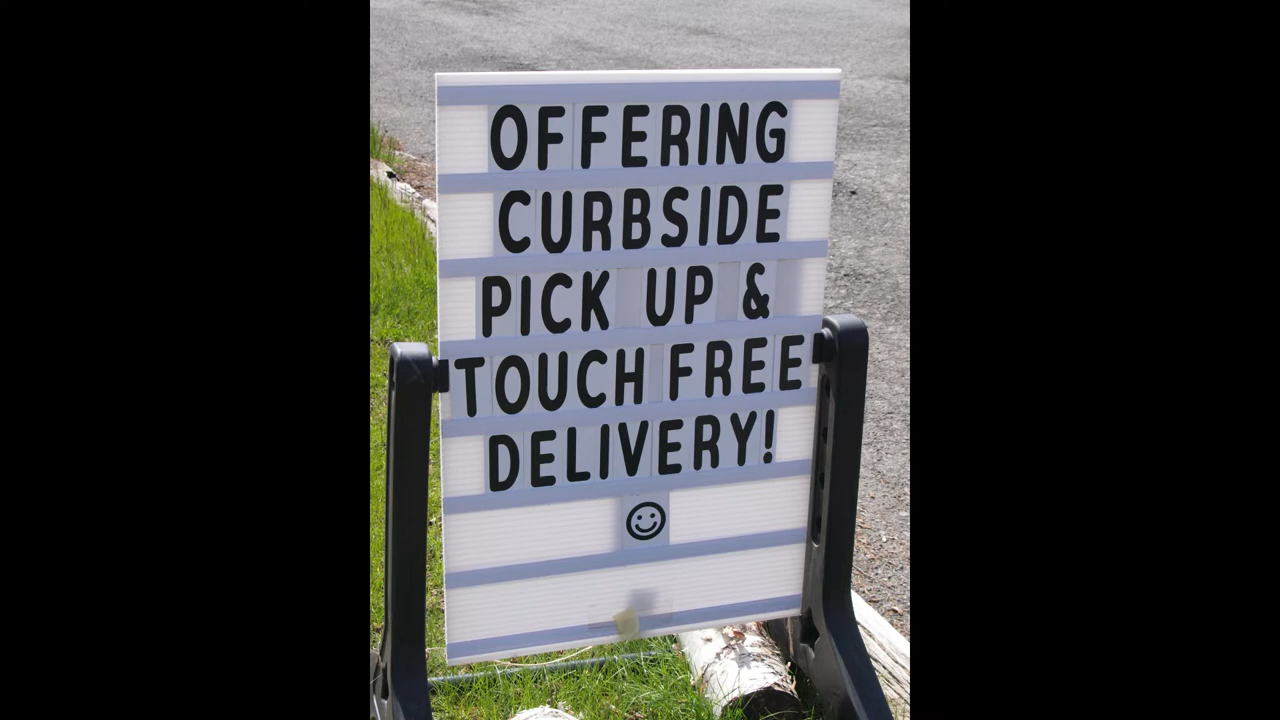 OFFERING
CURBSIDE
PICK UP &
TOUCH FREE
DELIVERY!